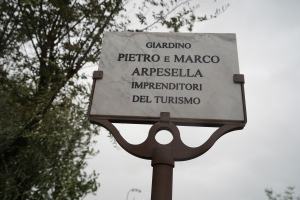 GIARDINO
PIETRO E MARCO
ARPESELLA
IMPRENDITORI
DEL TURISMO